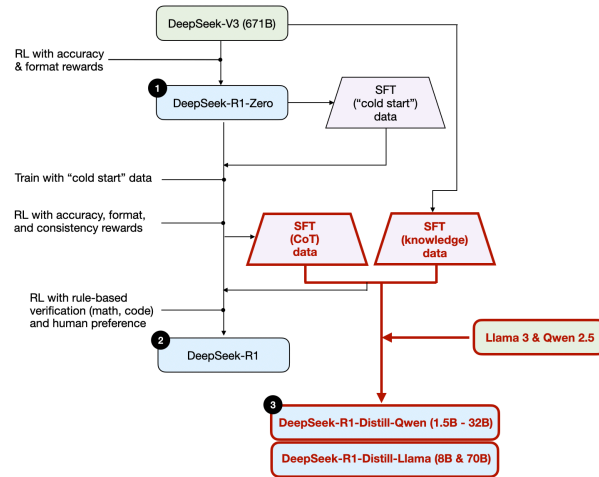 DeepSeek-V3 (671B)
RL with accuracy
& format rewards
1
DeepSeek-R1-Zero
SFT
(“cold start”)
data
Train with “cold start” data
RL with accuracy, format,
and consistency rewards
SFT
(CoT)
data
SFT
(knowledge)
data
RL with rule-based
verification (math, code)
and human preference
2
DeepSeek-R1
Llama 3 & Qwen 2.5
3
DeepSeek-R1-Distill-Qwen (1.5B - 32B)
DeepSeek-R1-Distill-Llama (8B & 70B)